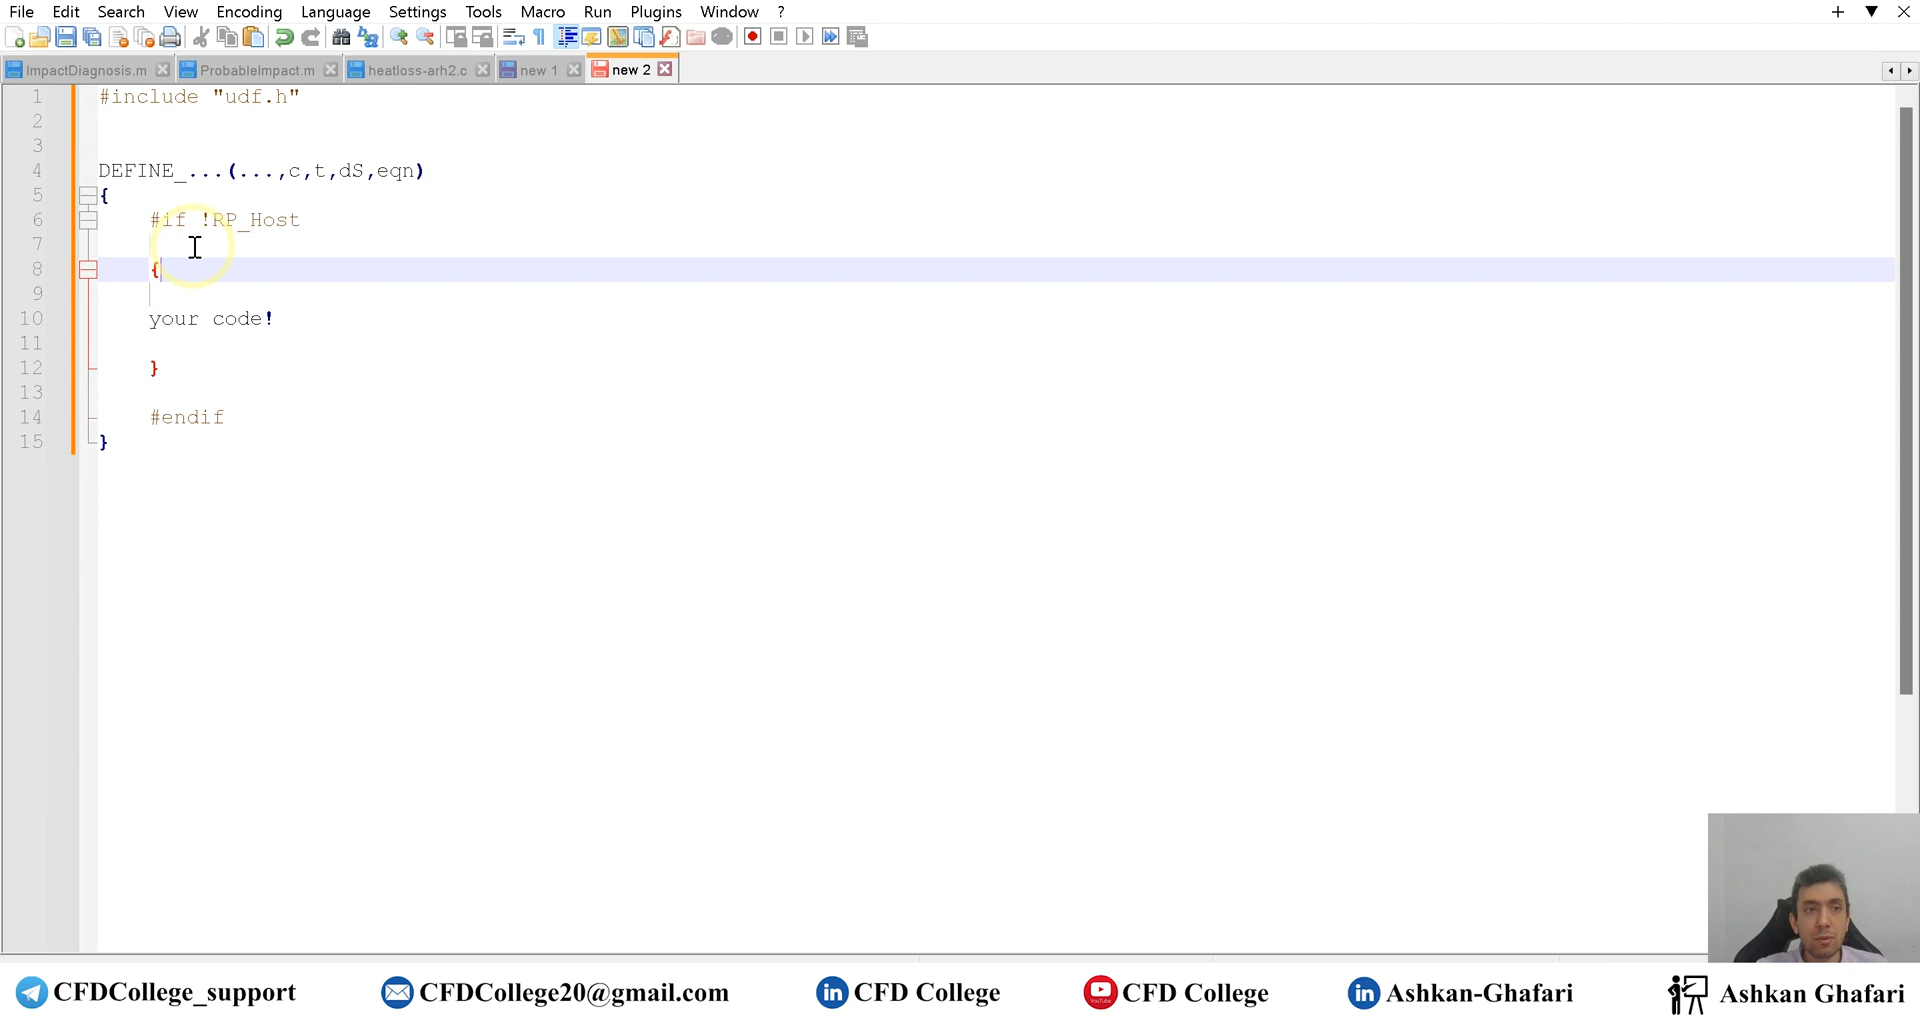 File Edit Search View Encoding Language Settings Tools Macro Run Plugins Window ?
ImpactDiagnosis.m ProbableImpact.m heatloss-arh2.c new 1 new 2
1 #include "udf.h"
2
3
4 DEFINE_...(...,c,t,dS,eqn)
5 {
6 #if !RP_Host
7
8 {
9
10 your code!
11
12 }
13
14 #endif
15 }
CFDCollege_support CFDCollege20@gmail.com CFD College YouTube CFD College Ashkan-Ghafari Ashkan Ghafari